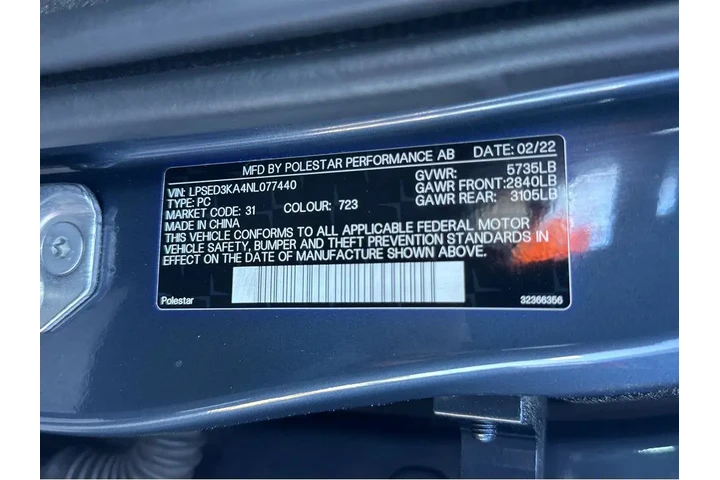 MFD BY POLESTAR PERFORMANCE AB DATE: 02/22
VIN: LPSED3KA4NL077440 GVWR: 5735LB
TYPE: PC GAWR FRONT: 2840LB
MARKET CODE: 31 COLOUR: 723 GAWR REAR: 3105LB
MADE IN CHINA
THIS VEHICLE CONFORMS TO ALL APPLICABLE FEDERAL MOTOR
VEHICLE SAFETY, BUMPER AND THEFT PREVENTION STANDARDS IN
EFFECT ON THE DATE OF MANUFACTURE SHOWN ABOVE.
Polestar 32366356